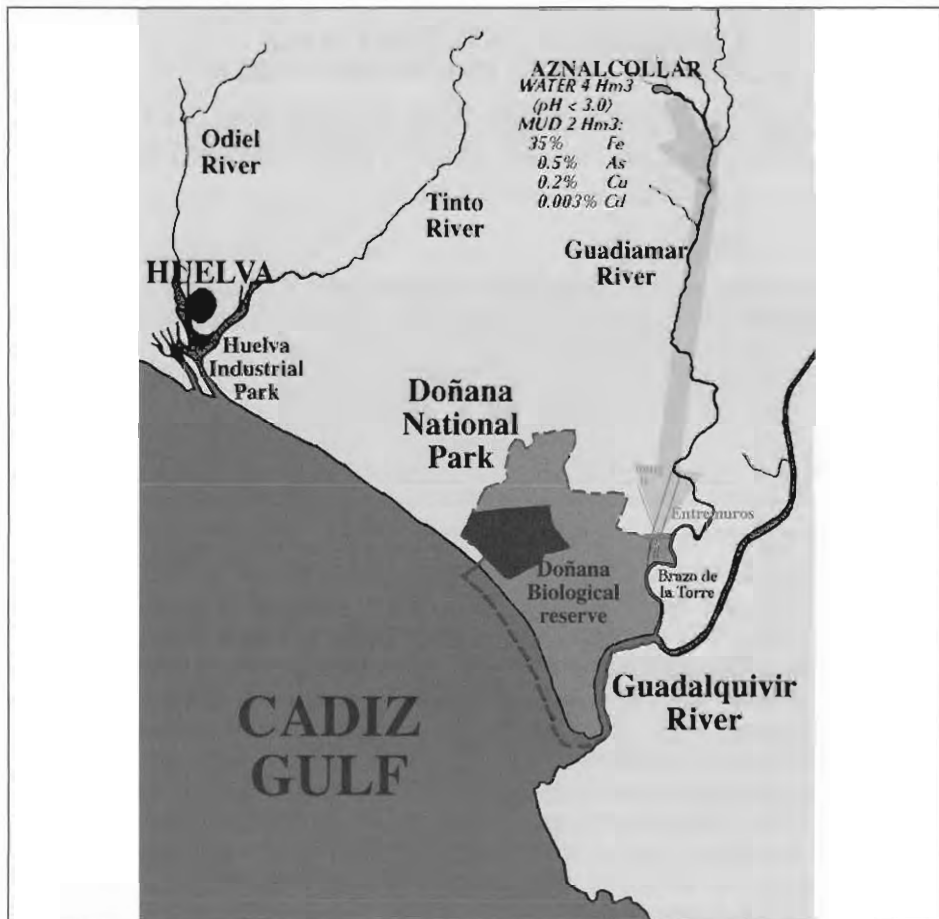 AZNALCOLLAR
WATER 4 Hm3
(pH < 3.0)
MUD 2 Hm3:
35% Fe
0.5% As
0.2% Cu
0.003% Cd
Odiel
River
Tinto
River
Guadiamar
River
HUELVA
Huelva
Industrial
Park
Doñana
National
Park
Entremuros
Doñana
Biological
reserve
Brazo de
la Torre
Guadalquivir
River
CADIZ
GULF